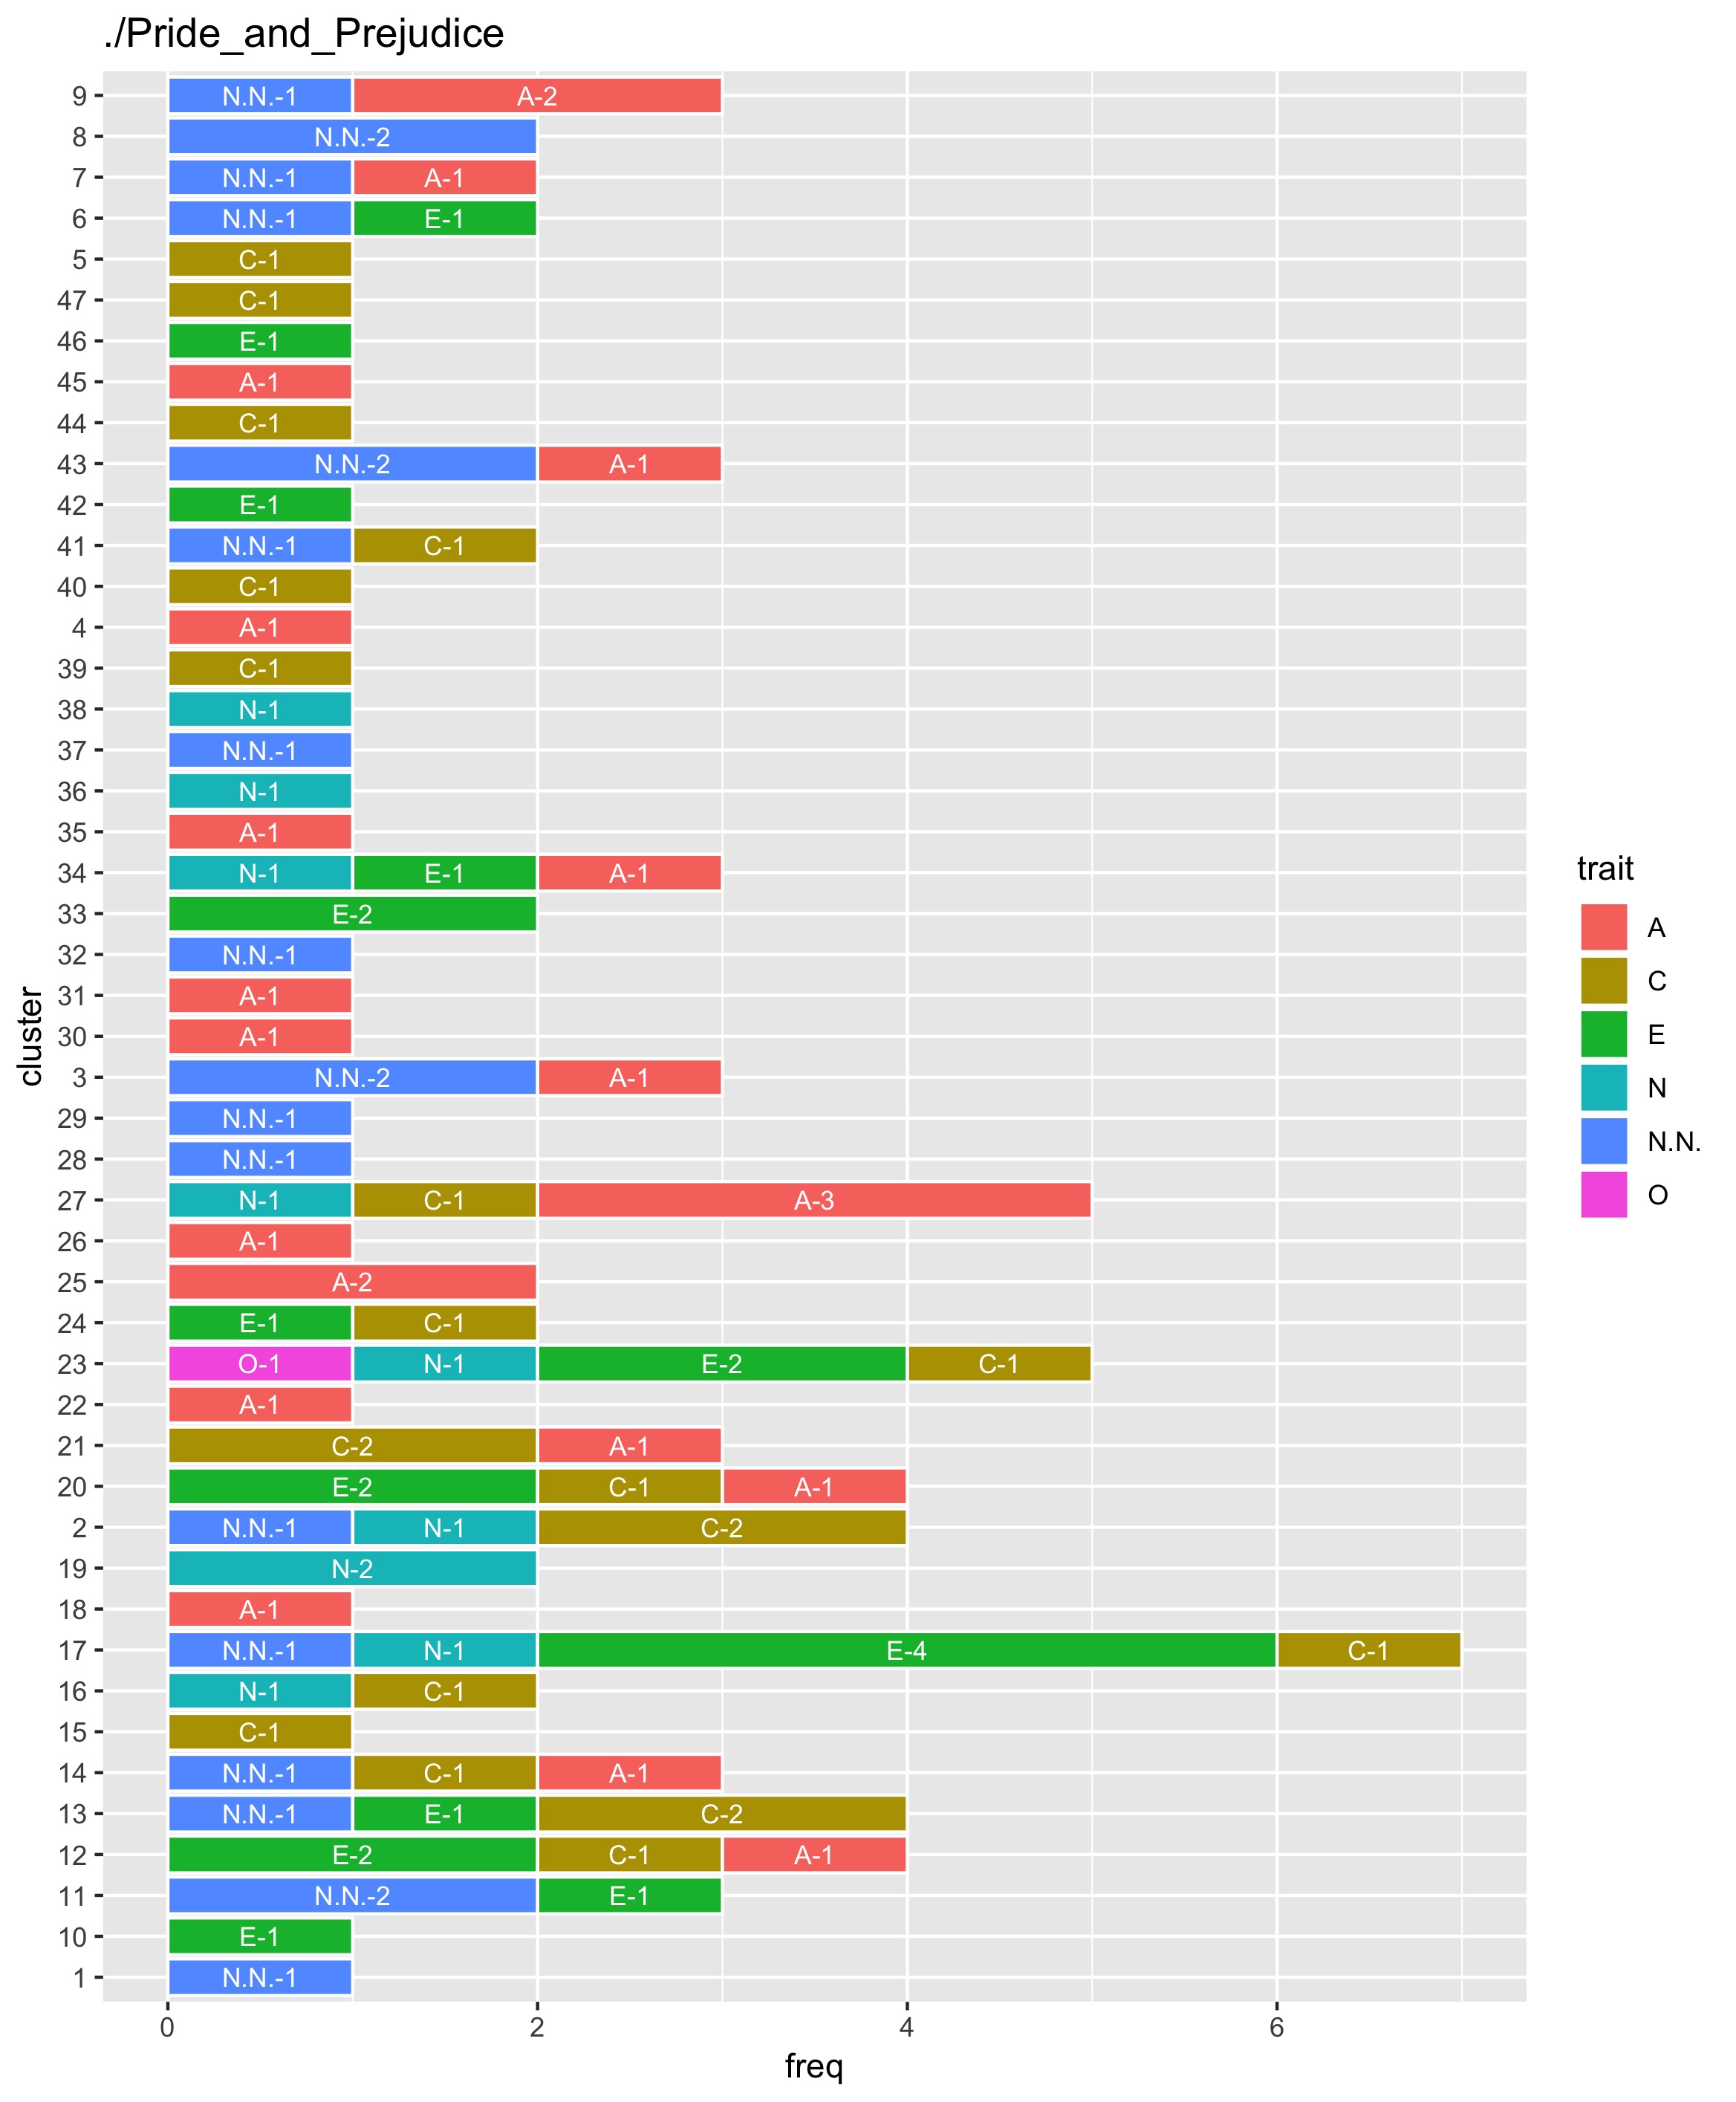 ./Pride_and_Prejudice
9 N.N.-1 A-2
8 N.N.-2
7 N.N.-1 A-1
6 N.N.-1 E-1
5 C-1
47 C-1
46 E-1
45 A-1
44 C-1
43 N.N.-2 A-1
42 E-1
41 N.N.-1 C-1
40 C-1
4 A-1
39 C-1
38 N-1
37 N.N.-1
36 N-1
35 A-1
34 N-1 E-1 A-1
33 E-2
32 N.N.-1
31 A-1
30 A-1
3 N.N.-2 A-1
29 N.N.-1
28 N.N.-1
27 N-1 C-1 A-3
26 A-1
25 A-2
24 E-1 C-1
23 O-1 N-1 E-2 C-1
22 A-1
21 C-2 A-1
20 E-2 C-1 A-1
2 N.N.-1 N-1 C-2
19 N-2
18 A-1
17 N.N.-1 N-1 E-4 C-1
16 N-1 C-1
15 C-1
14 N.N.-1 C-1 A-1
13 N.N.-1 E-1 C-2
12 E-2 C-1 A-1
11 N.N.-2 E-1
10 E-1
1 N.N.-1
0 2 4 6
freq
cluster
trait
A
C
E
N
N.N.
O